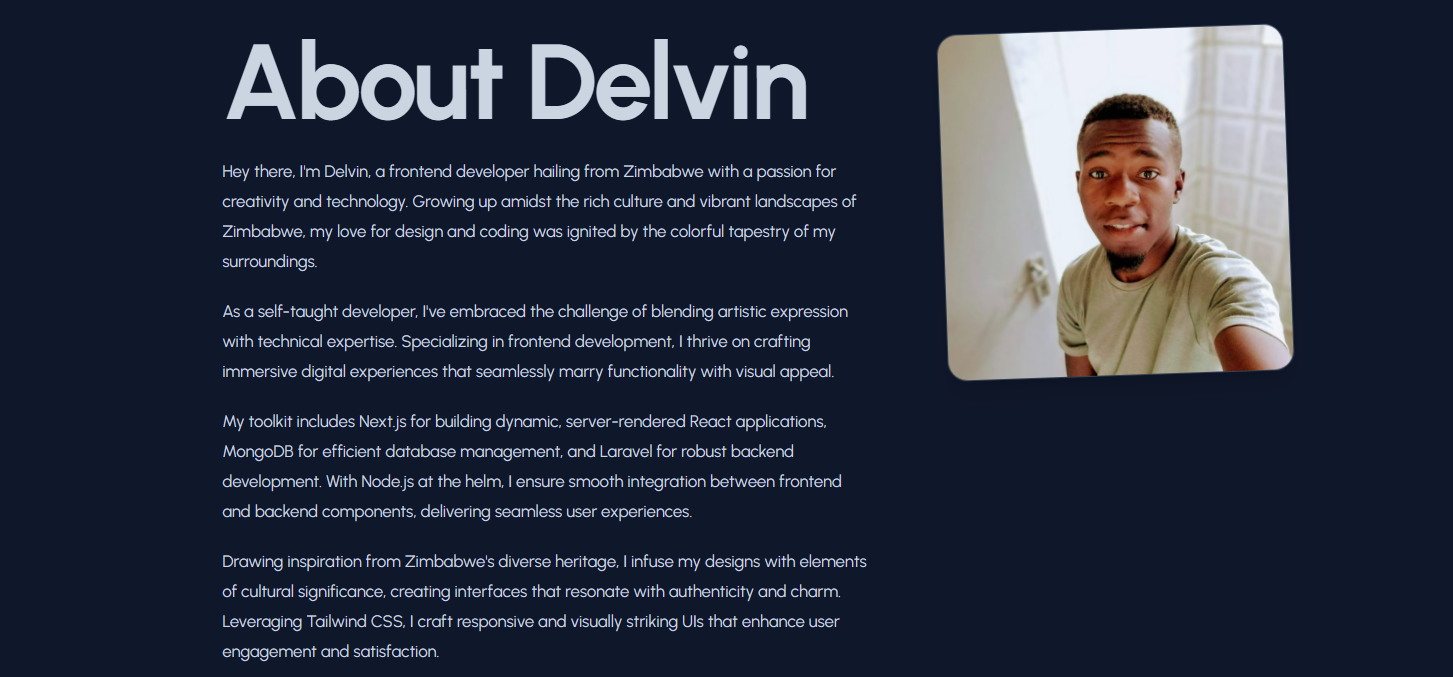 About Delvin
Hey there, I'm Delvin, a frontend developer hailing from Zimbabwe with a passion for
creativity and technology. Growing up amidst the rich culture and vibrant landscapes of
Zimbabwe, my love for design and coding was ignited by the colorful tapestry of my
surroundings.
As a self-taught developer, I've embraced the challenge of blending artistic expression
with technical expertise. Specializing in frontend development, I thrive on crafting
immersive digital experiences that seamlessly marry functionality with visual appeal.
My toolkit includes Next.js for building dynamic, server-rendered React applications,
MongoDB for efficient database management, and Laravel for robust backend
development. With Node.js at the helm, I ensure smooth integration between frontend
and backend components, delivering seamless user experiences.
Drawing inspiration from Zimbabwe's diverse heritage, I infuse my designs with elements
of cultural significance, creating interfaces that resonate with authenticity and charm.
Leveraging Tailwind CSS, I craft responsive and visually striking UIs that enhance user
engagement and satisfaction.